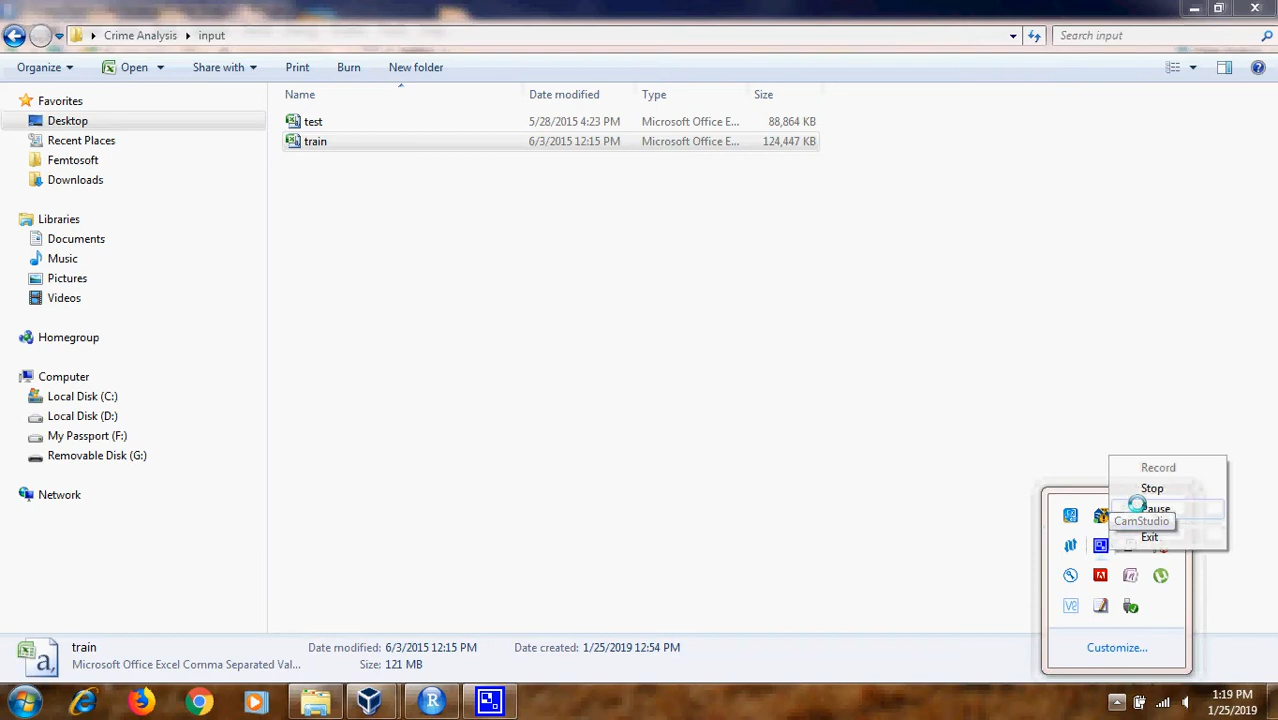 Crime Analysis input
Search input
Organize Open Share with Print Burn New folder
Name Date modified Type Size
Favorites
Desktop
Recent Places
Femtosoft
Downloads
test 5/28/2015 4:23 PM Microsoft Office E... 88,864 KB
train 6/3/2015 12:15 PM Microsoft Office E... 124,447 KB
Libraries
Documents
Music
Pictures
Videos
Homegroup
Computer
Local Disk (C:)
Local Disk (D:)
My Passport (F:)
Removable Disk (G:)
Network
Record
Stop
ause
CamStudio
Exit
Customize...
train
Microsoft Office Excel Comma Separated Val...
Date modified: 6/3/2015 12:15 PM
Size: 121 MB
Date created: 1/25/2019 12:54 PM
1:19 PM
1/25/2019